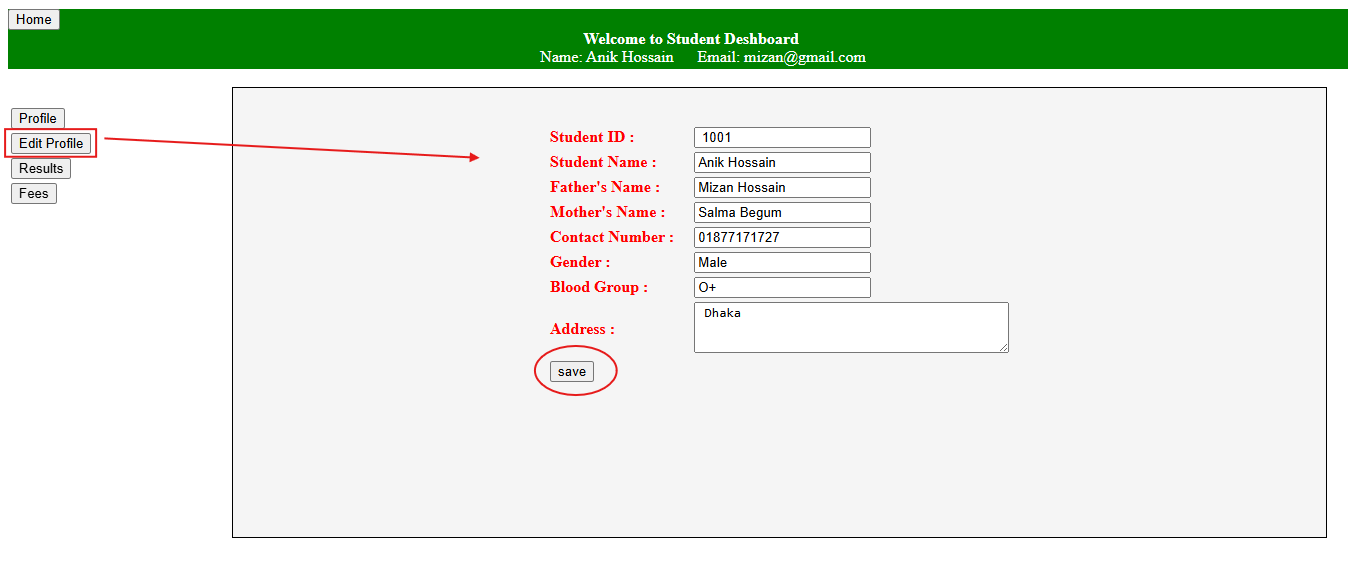 Home
Welcome to Student Deshboard
Name: Anik Hossain Email: mizan@gmail.com
Profile
Edit Profile
Results
Fees
Student ID : 1001
Student Name : Anik Hossain
Father's Name : Mizan Hossain
Mother's Name : Salma Begum
Contact Number : 01877171727
Gender : Male
Blood Group : O+
Address : Dhaka
save